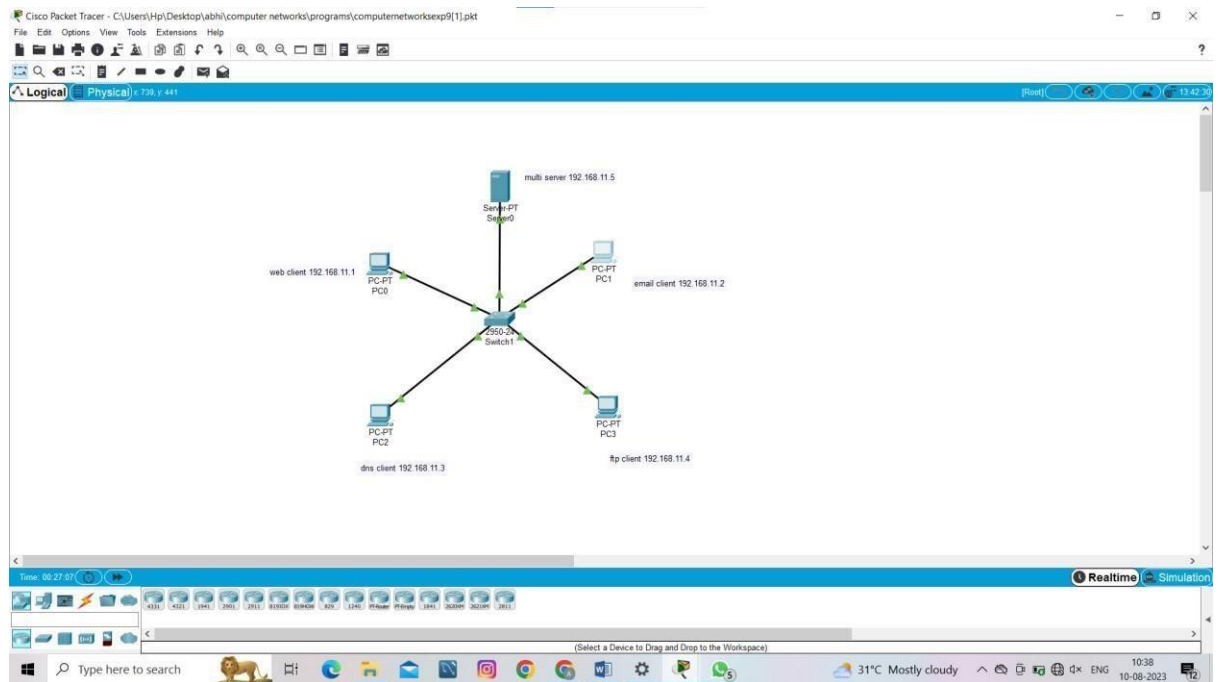 Cisco Packet Tracer - C:\Users\Hp\Desktop\abhi\computer networks\programs\computernetworksexp9[1].pkt
File Edit Options View Tools Extensions Help
?
Logical Physical x: 739, y: 441 [Root] 13:42:30
multi server 192.168.11.5
Server-PT
Server0
web client 192.168.11.1
PC-PT
PC0
PC-PT
PC1
email client 192.168.11.2
2950-24
Switch1
PC-PT
PC2
PC-PT
PC3
dns client 192.168.11.3
ftp client 192.168.11.4
Time: 00:27:07 Realtime Simulation
4331 4321 1941 2901 2911 819IOX 819HGW 829 1240 PT-Router PT-Empty 1841 2620XM 2621XM 2811
(Select a Device to Drag and Drop to the Workspace)
Type here to search 5 31°C Mostly cloudy ENG 10:38
10-08-2023 12